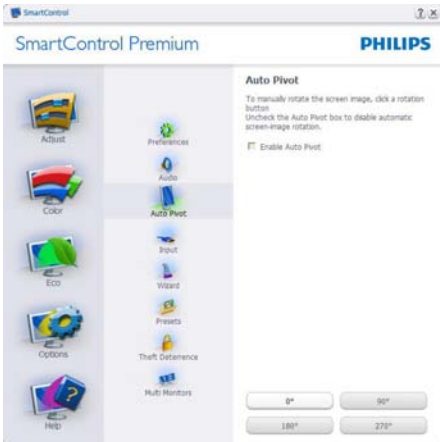 SmartControl
SmartControl Premium
PHILIPS
Adjust
Color
Eco
Options
Help
Preferences
Audio
Auto Pivot
Input
Wizard
Presets
Theft Deterrence
Multi Monitors
Auto Pivot
To manually rotate the screen image, click a rotation
button
Uncheck the Auto Pivot box to disable automatic
screen-image rotation.
Enable Auto Pivot
0°
90°
180°
270°